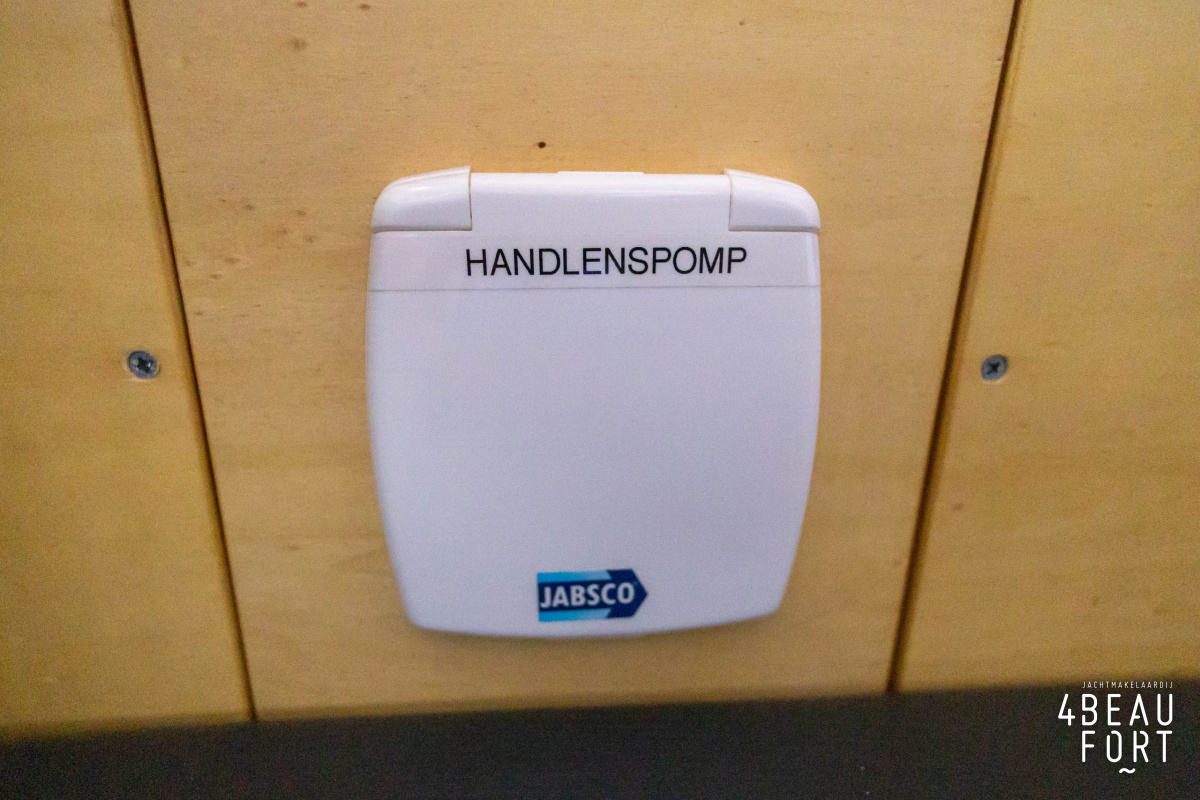 HANDLENSPOMP
JABSCO
JACHTMAKELAARDIJ
4BEAU
FORT